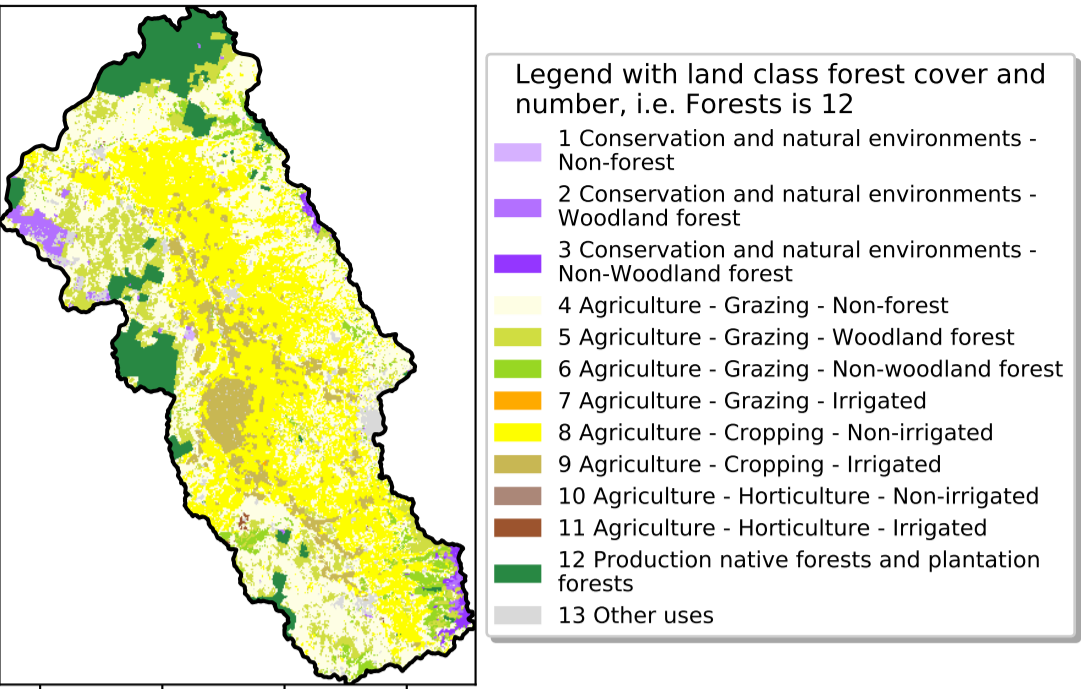 Legend with land class forest cover and
number, i.e. Forests is 12
1 Conservation and natural environments -
Non-forest
2 Conservation and natural environments -
Woodland forest
3 Conservation and natural environments -
Non-Woodland forest
4 Agriculture - Grazing - Non-forest
5 Agriculture - Grazing - Woodland forest
6 Agriculture - Grazing - Non-woodland forest
7 Agriculture - Grazing - Irrigated
8 Agriculture - Cropping - Non-irrigated
9 Agriculture - Cropping - Irrigated
10 Agriculture - Horticulture - Non-irrigated
11 Agriculture - Horticulture - Irrigated
12 Production native forests and plantation
forests
13 Other uses